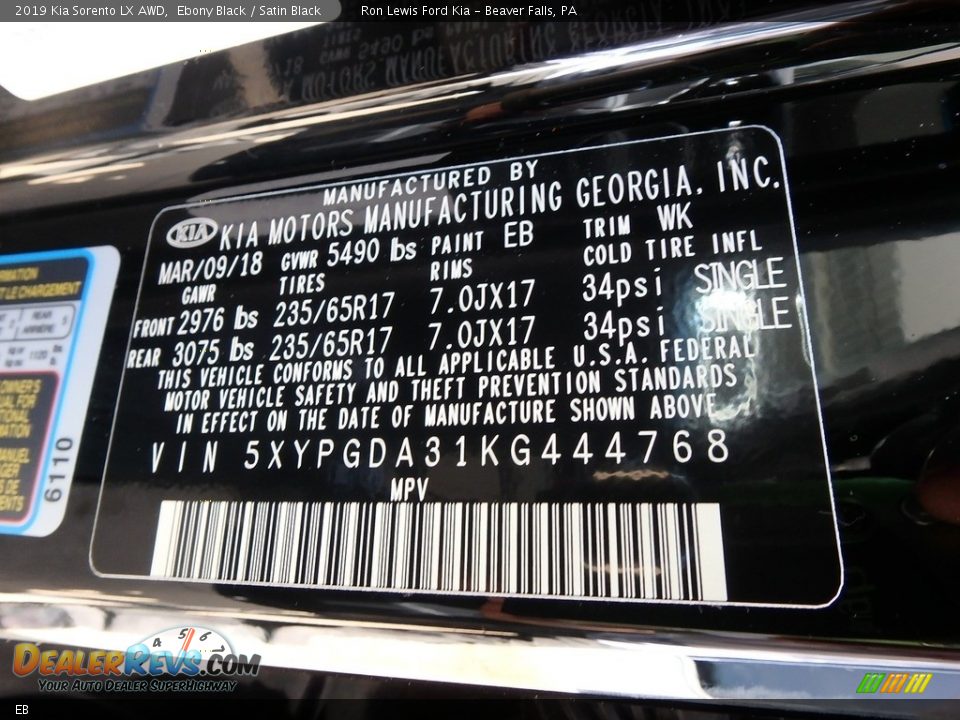 2019 Kia Sorento LX AWD, Ebony Black / Satin Black Ron Lewis Ford Kia – Beaver Falls, PA
MANUFACTURED BY
KIA KIA MOTORS MANUFACTURING GEORGIA, INC.
MAR/09/18 GVWR 5490 lbs PAINT EB TRIM WK
GAWR TIRES RIMS COLD TIRE INFL
FRONT 2976 lbs 235/65R17 7.0JX17 34psi SINGLE
REAR 3075 lbs 235/65R17 7.0JX17 34psi SINGLE
THIS VEHICLE CONFORMS TO ALL APPLICABLE U.S.A. FEDERAL
MOTOR VEHICLE SAFETY AND THEFT PREVENTION STANDARDS
IN EFFECT ON THE DATE OF MANUFACTURE SHOWN ABOVE
VIN 5XYPGDA31KG444768
MPV
6110
4 5 6
DEALERREVS.COM
YOUR AUTO DEALER SUPERHIGHWAY
EB